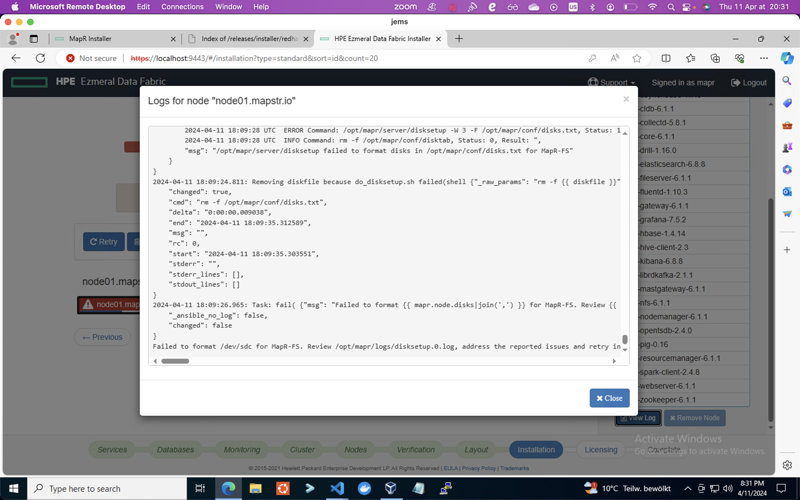 Microsoft Remote Desktop Edit Connections Window Help
zoom
US
Thu 11 Apr at 20:31
jems
MapR Installer
Index of /releases/installer/redha
HPE Ezmeral Data Fabric Installer
Not secure
https://localhost:9443/#/installation?type=standard&sort=id&count=20
HPE Ezmeral Data Fabric
Support
Signed in as mapr
Logout
Logs for node "node01.mapstr.io"
×
2024-04-11 18:09:28 UTC ERROR Command: /opt/mapr/server/disksetup -W 3 -F /opt/mapr/conf/disks.txt, Status: 1
2024-04-11 18:09:28 UTC INFO Command: rm -f /opt/mapr/conf/disktab, Status: 0, Result: ",
"msg": "/opt/mapr/server/disksetup failed to format disks in /opt/mapr/conf/disks.txt for MapR-FS"
}
}
2024-04-11 18:09:24.811: Removing diskfile because do_disksetup.sh failed(shell {"_raw_params": "rm -f {{ diskfile }}"
"changed": true,
"cmd": "rm -f /opt/mapr/conf/disks.txt",
"delta": "0:00:00.009038",
"end": "2024-04-11 18:09:35.312589",
"msg": "",
"rc": 0,
"start": "2024-04-11 18:09:35.303551",
"stderr": "",
"stderr_lines": [],
"stdout_lines": []
}
2024-04-11 18:09:26.965: Task: fail( {"msg": "Failed to format {{ mapr.node.disks|join(',') }} for MapR-FS. Review {{
"_ansible_no_log": false,
"changed": false
}
Failed to format /dev/sdc for MapR-FS. Review /opt/mapr/logs/disksetup.0.log, address the reported issues and retry in
Close
Retry
node01.maps
node01.map
← Previous
cldb-6.1.1
collectd-5.8.1
core-6.1.1
drill-1.16.0
elasticsearch-6.8.8
fileserver-6.1.1
fluentd-1.10.3
gateway-6.1.1
grafana-7.5.2
hbase-1.4.14
hive-client-2.3
kibana-6.8.8
librdkafka-2.1.1
mastgateway-6.1.1
nfs-6.1.1
nodemanager-6.1.1
opentsdb-2.4.0
pig-0.16
resourcemanager-6.1.1
spark-client-2.4.8
webserver-6.1.1
zookeeper-6.1.1
View Log
Remove Node
Activate Windows
Go to Settings to activate Windows.
Services
Databases
Monitoring
Cluster
Nodes
Verification
Layout
Installation
Licensing
Complete
© 2015-2021 Hewlett Packard Enterprise Development LP All Rights Reserved | EULA | Privacy Policy | Trademarks
Type here to search
10°C Teilw. bewölkt
8:31 PM
4/11/2024